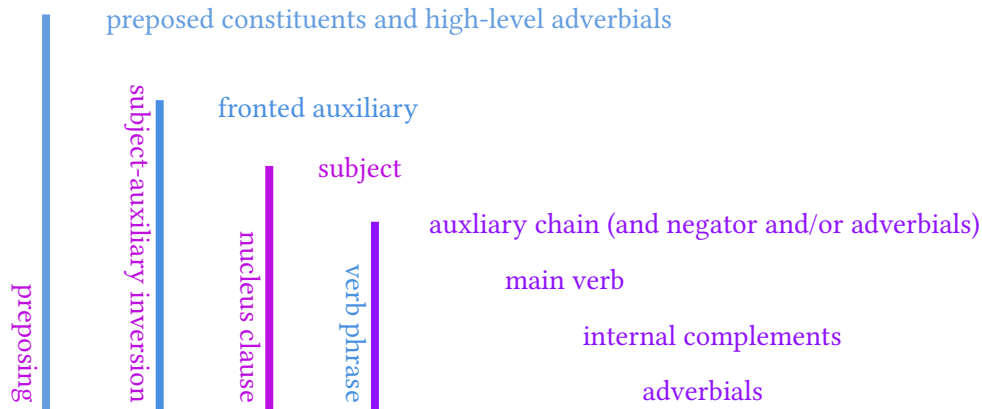 preposed constituents and high-level adverbials
fronted auxiliary
subject
auxliary chain (and negator and/or adverbials)
main verb
internal complements
adverbials
preposing
subject-auxiliary inversion
nucleus clause
verb phrase